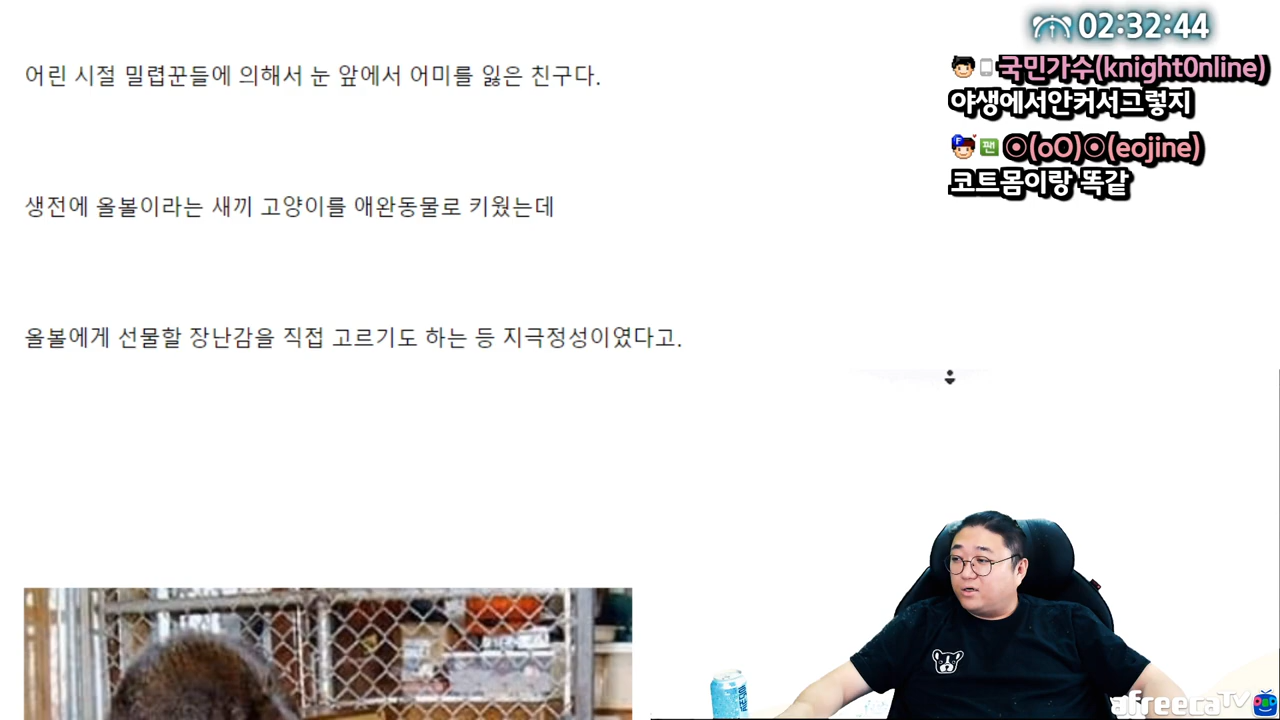 02:32:44
어린 시절 밀렵꾼들에 의해서 눈 앞에서 어미를 잃은 친구다.
국민가수(knight0nline)
야생에서안커서그렇지
F 팬 ⊙(oO)⊙(eojine)
코트몸이랑 똑같
생전에 올볼이라는 새끼 고양이를 애완동물로 키웠는데
올볼에게 선물할 장난감을 직접 고르기도 하는 등 지극정성이였다고.
afreecaTV